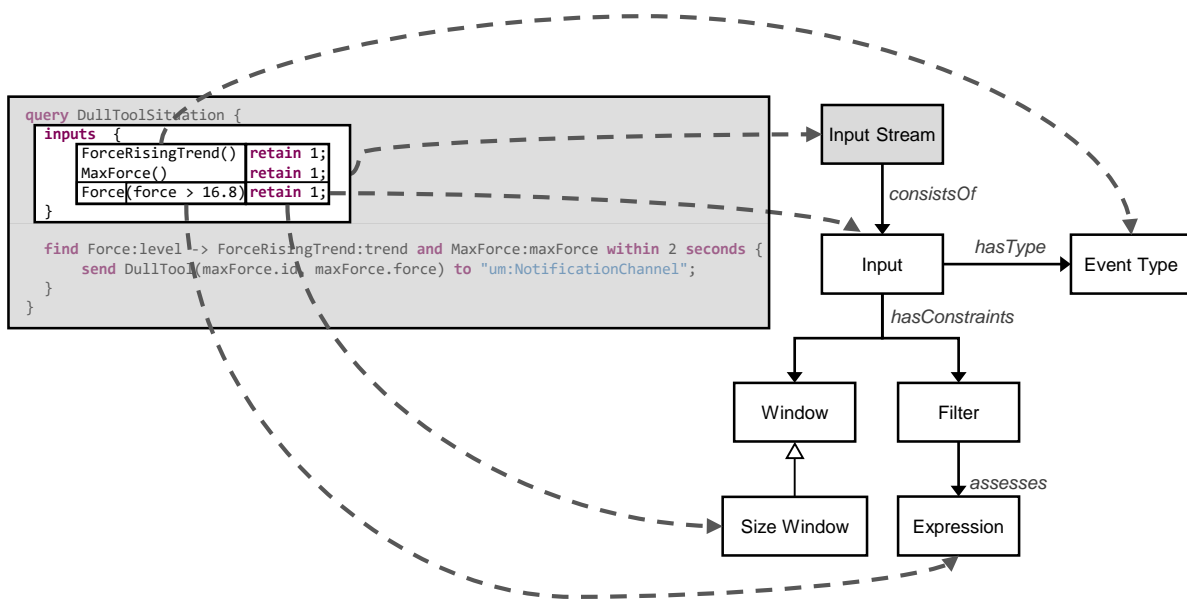 query DullToolSituation {
inputs {
ForceRisingTrend() retain 1;
MaxForce() retain 1;
Force(force > 16.8) retain 1;
}
find Force:level -> ForceRisingTrend:trend and MaxForce:maxForce within 2 seconds {
send DullTool(maxForce.id, maxForce.force) to "um:NotificationChannel";
}
}
Input Stream
consistsOf
Input
hasType
Event Type
hasConstraints
Window
Filter
assesses
Size Window
Expression